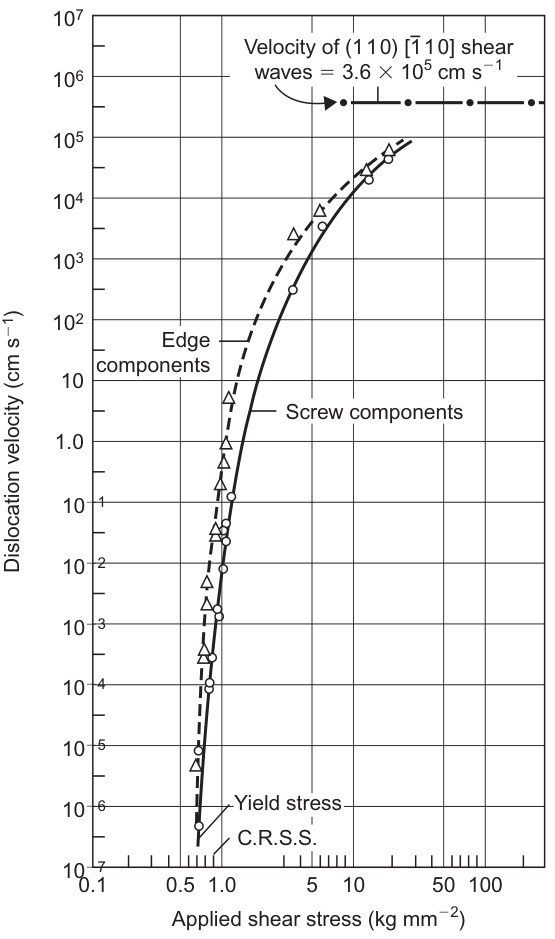 10⁷
Velocity of (110) [1̄10] shear
waves = 3.6 × 10⁵ cm s⁻¹
10⁶
10⁵
10⁴
10³
10²
Edge
components
10
Screw components
1.0
10 1
10 2
10 3
10 4
10 5
10 6
Yield stress
C.R.S.S.
10 7
0.1 0.5 1.0 5 10 50 100
Applied shear stress (kg mm⁻²)
Dislocation velocity (cm s⁻¹)